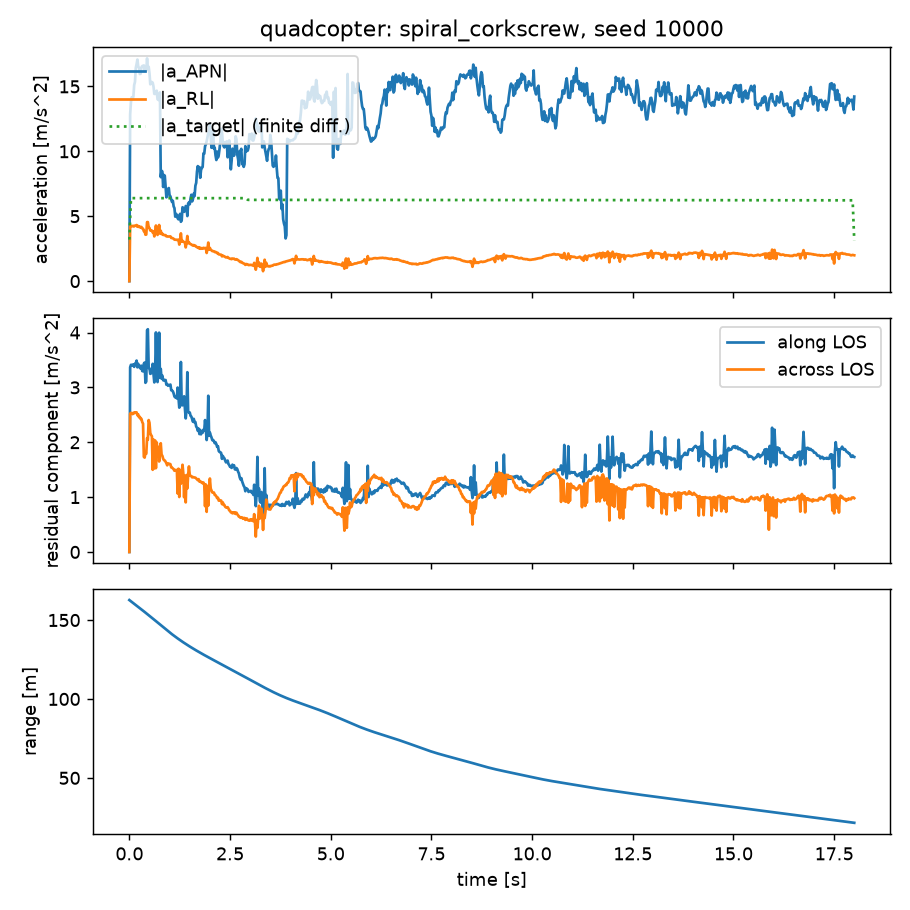 quadcopter: spiral_corkscrew, seed 10000
acceleration [m/s^2]
15
10
5
0
|a_APN|
|a_RL|
|a_target| (finite diff.)
residual component [m/s^2]
4
3
2
1
0
along LOS
across LOS
range [m]
150
100
50
0.0 2.5 5.0 7.5 10.0 12.5 15.0 17.5
time [s]